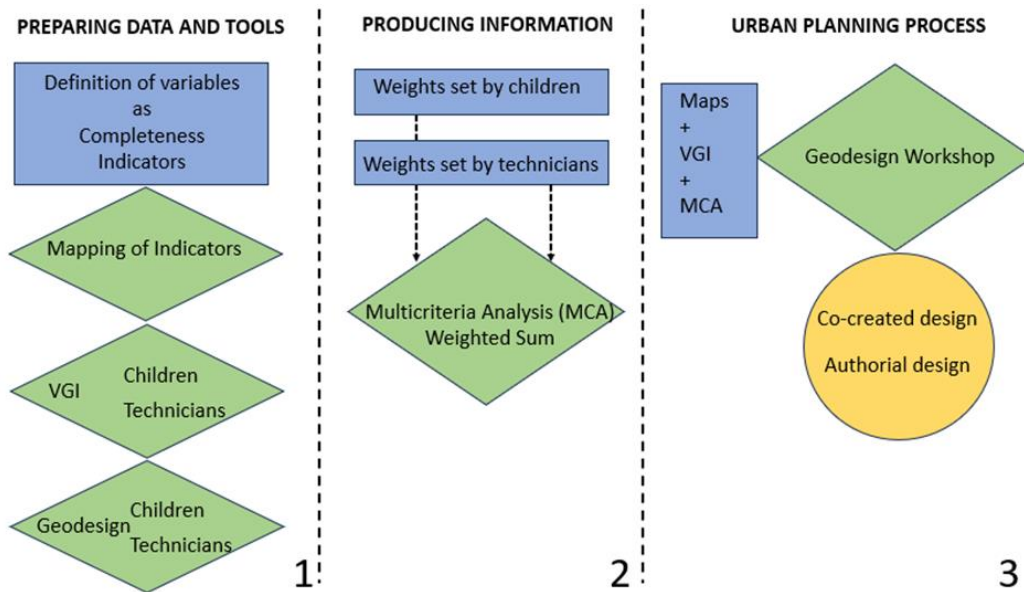 PREPARING DATA AND TOOLS
Definition of variables
as
Completeness
Indicators
Mapping of Indicators
VGI
Children
Technicians
Geodesign
Children
Technicians
1
PRODUCING INFORMATION
Weights set by children
Weights set by technicians
Multicriteria Analysis (MCA)
Weighted Sum
2
URBAN PLANNING PROCESS
Maps
+
VGI
+
MCA
Geodesign Workshop
Co-created design
Authorial design
3